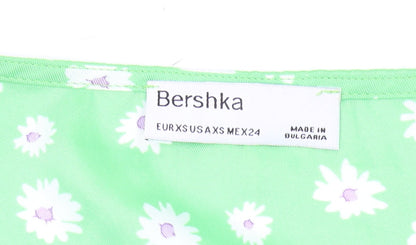 Bershka
EUR XS USA XS MEX 24
MADE IN
BULGARIA